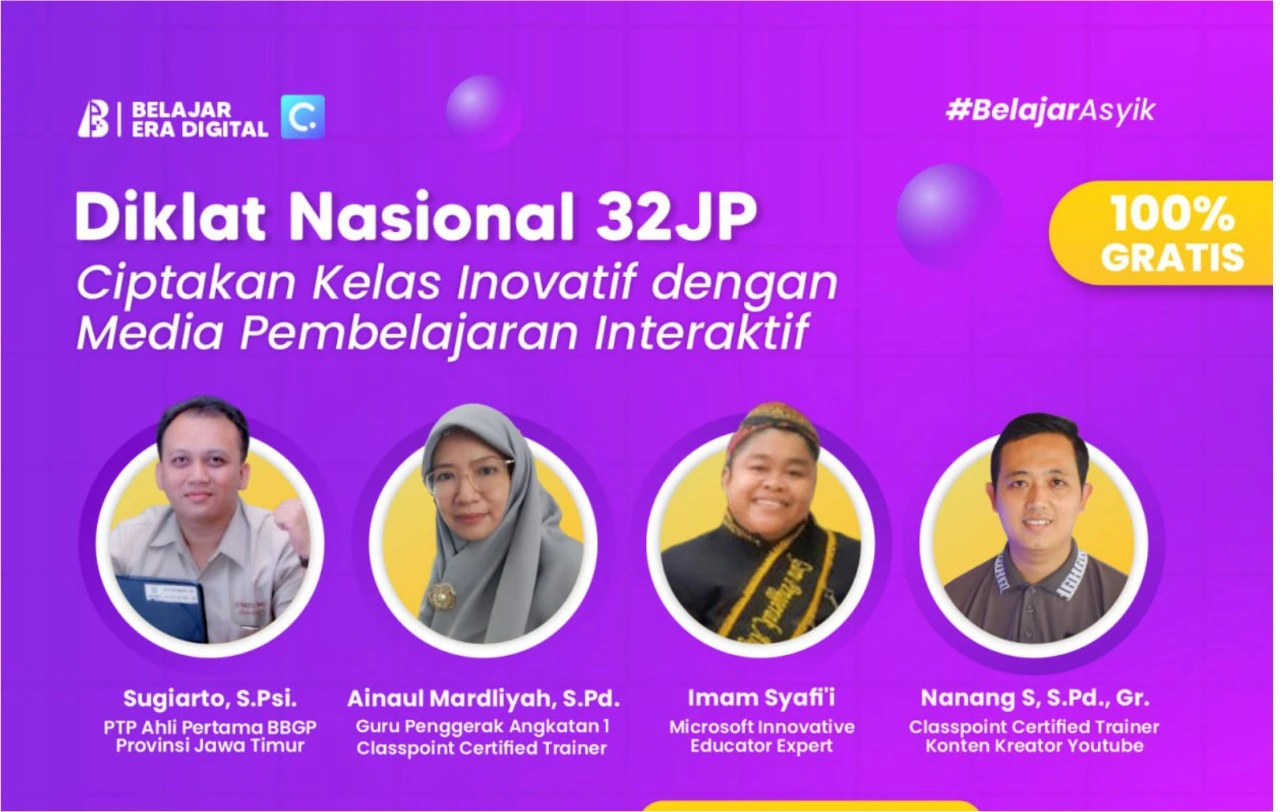 BELAJAR
ERA DIGITAL
#BelajarAsyik
Diklat Nasional 32JP
Ciptakan Kelas Inovatif dengan
Media Pembelajaran Interaktif
100%
GRATIS
Sugiarto, S.Psi.
PTP Ahli Pertama BBGP
Provinsi Jawa Timur
Ainaul Mardliyah, S.Pd.
Guru Penggerak Angkatan 1
Classpoint Certified Trainer
Imam Syafi'i
Microsoft Innovative
Educator Expert
Nanang S, S.Pd., Gr.
Classpoint Certified Trainer
Konten Kreator Youtube